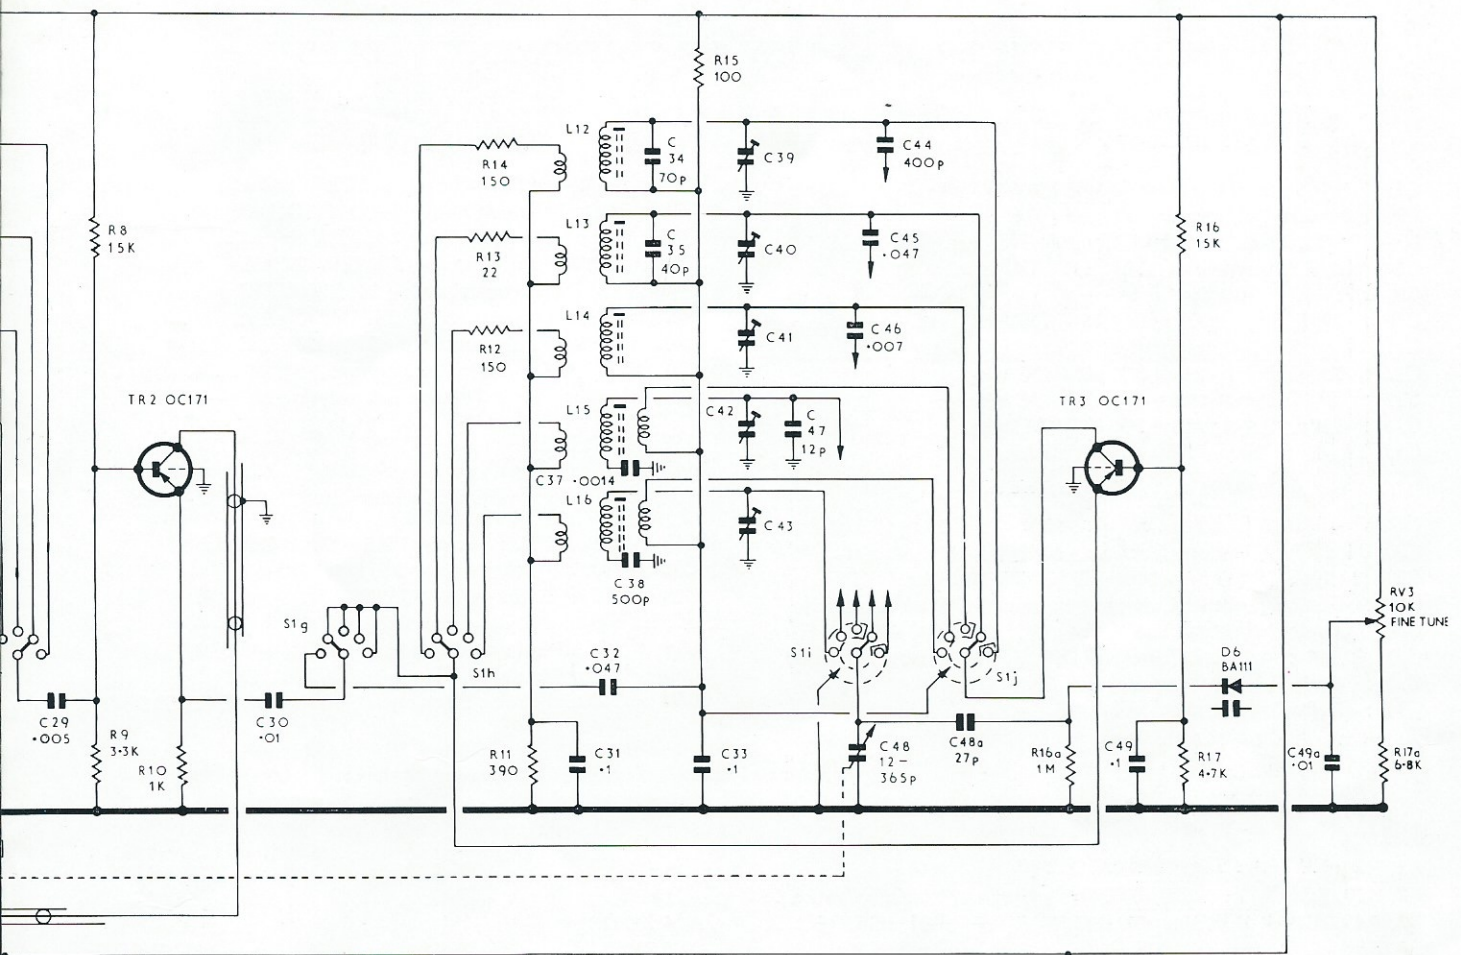 R15
100
L12
C
34
70p
C39
C44
400p
R14
150
L13
C
35
40p
C40
C45
·047
R8
15K
R13
22
R16
15K
L14
C41
C46
·007
R12
150
TR2 OC171
L15
C42
C
47
12p
TR3 OC171
C37 ·0014
L16
C43
C38
500p
RV3
10K
FINE TUNE
S1g
S1h
C32
·047
S1i
S1j
D6
BA111
C29
·005
C30
·01
R9
3·3K
R10
1K
R11
390
C31
·1
C33
·1
C48
12–
365p
C48a
27p
R16a
1M
C49
·1
R17
4·7K
C49a
·01
R17a
6·8K